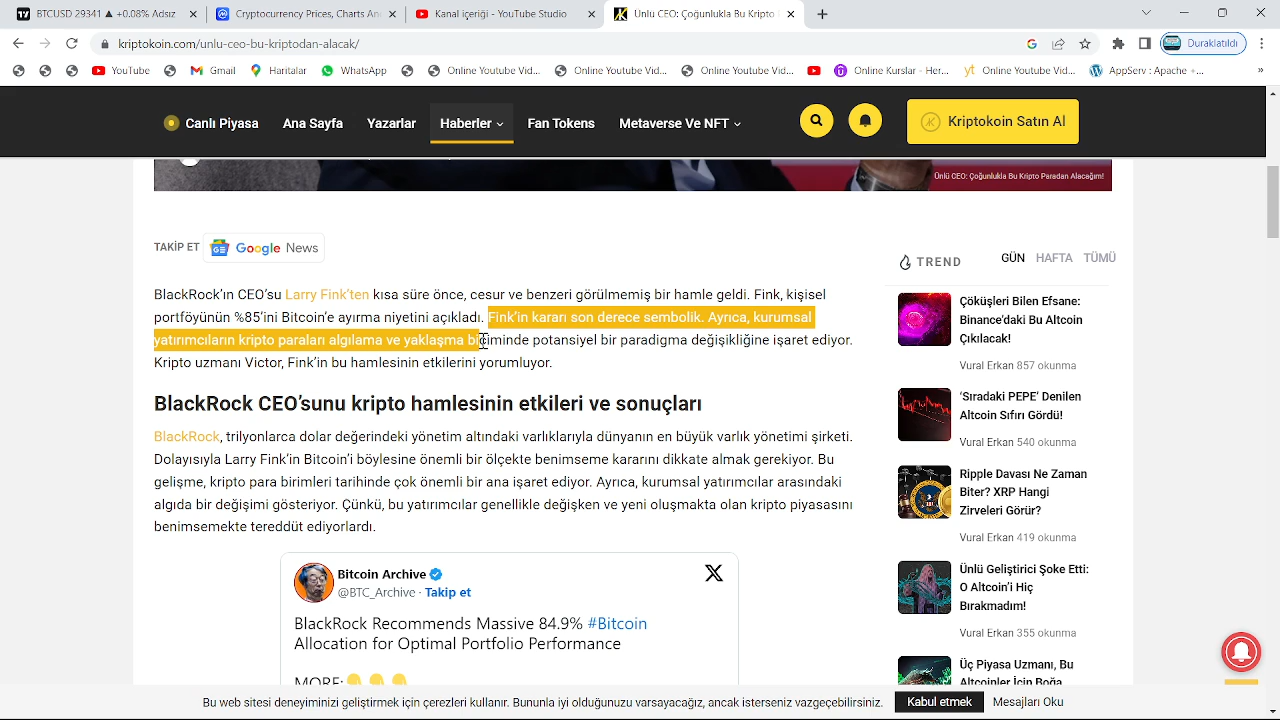 BTCUSD 29341 ▲ +0.08% Adsız
Cryptocurrency Prices, Charts An
Kanal içeriği - YouTube Studio
Ünlü CEO: Çoğunlukla Bu Kripto
kriptokoin.com/unlu-ceo-bu-kriptodan-alacak/
Duraklatıldı
YouTube
Gmail
Haritalar
WhatsApp
Online Youtube Vid...
Online Youtube Vid...
Online Youtube Vid...
Online Kurslar - Her...
yt Online Youtube Vid...
AppServ : Apache +...
»
Canlı Piyasa
Ana Sayfa
Yazarlar
Haberler
Fan Tokens
Metaverse Ve NFT
Kriptokoin Satın Al
Ünlü CEO: Çoğunlukla Bu Kripto Paradan Alacağım!
TAKİP ET Google News
BlackRock’ın CEO’su Larry Fink’ten kısa süre önce, cesur ve benzeri görülmemiş bir hamle geldi. Fink, kişisel
portföyünün %85’ini Bitcoin’e ayırma niyetini açıkladı. Fink’in kararı son derece sembolik. Ayrıca, kurumsal
yatırımcıların kripto paraları algılama ve yaklaşma biçiminde potansiyel bir paradigma değişikliğine işaret ediyor.
Kripto uzmanı Victor, Fink’in bu hamlesinin etkilerini yorumluyor.
BlackRock CEO’sunu kripto hamlesinin etkileri ve sonuçları
BlackRock, trilyonlarca dolar değerindeki yönetim altındaki varlıklarıyla dünyanın en büyük varlık yönetimi şirketi.
Dolayısıyla Larry Fink’in Bitcoin’i böylesine önemli bir ölçekte benimseme kararını dikkate almak gerekiyor. Bu
gelişme, kripto para birimleri tarihinde çok önemli bir ana işaret ediyor. Ayrıca, kurumsal yatırımcılar arasındaki
algıda bir değişimi gösteriyor. Çünkü, bu yatırımcılar genellikle değişken ve yeni oluşmakta olan kripto piyasasını
benimsemekte tereddüt ediyorlardı.
Bitcoin Archive
@BTC_Archive · Takip et
BlackRock Recommends Massive 84.9% #Bitcoin
Allocation for Optimal Portfolio Performance
MORE:
TREND
GÜN HAFTA TÜMÜ
Çöküşleri Bilen Efsane:
Binance’daki Bu Altcoin
Çıkılacak!
Vural Erkan 857 okunma
‘Sıradaki PEPE’ Denilen
Altcoin Sıfırı Gördü!
Vural Erkan 540 okunma
Ripple Davası Ne Zaman
Biter? XRP Hangi
Zirveleri Görür?
Vural Erkan 419 okunma
Ünlü Geliştirici Şoke Etti:
O Altcoin’i Hiç
Bırakmadım!
Vural Erkan 355 okunma
Üç Piyasa Uzmanı, Bu
Altcoinler İçin Boğa
deneyiminizi geliştirmek için çerezleri kullanır. Bununla iyi olduğunuzu varsayacağız, ancak isterseniz vazgeçebilirsiniz.
Kabul etmek
Mesajları Oku